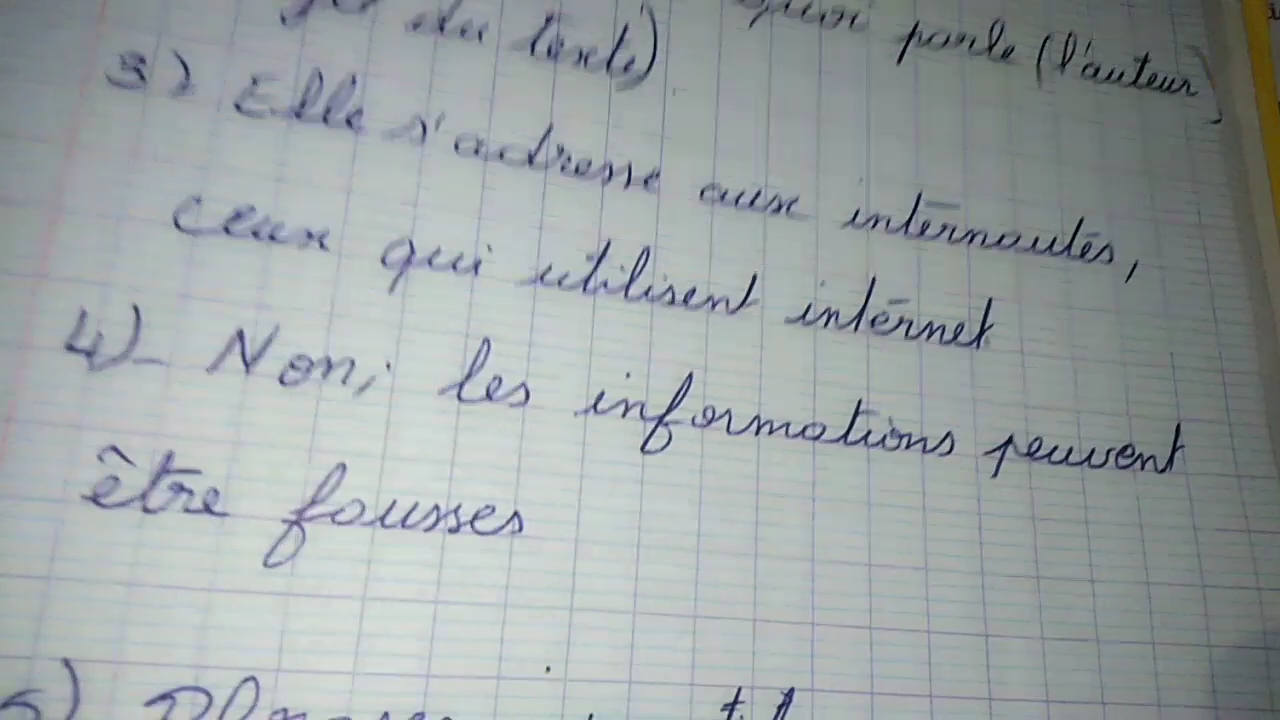 du texte) qui parle (l'auteur)
3) Elle s'adresse aux internautes,
ceux qui utilisent internet
4)- Non, les informations peuvent
être fausses